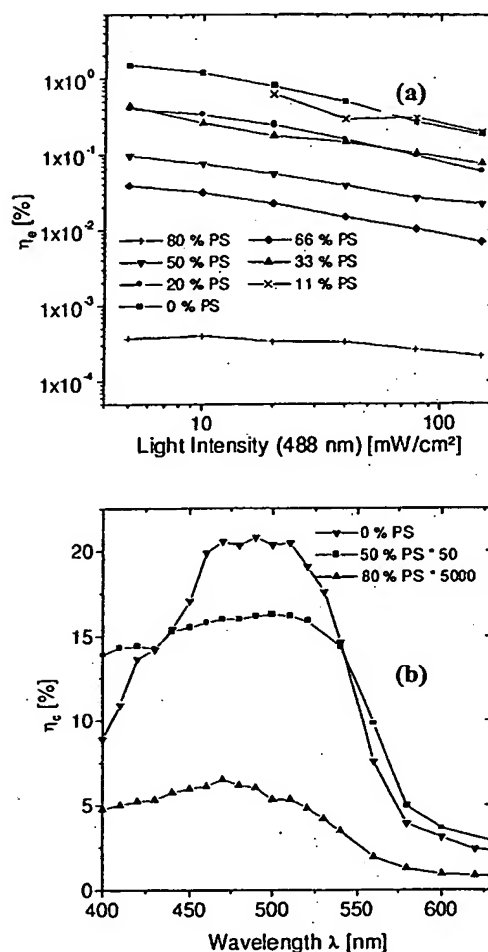 (a)
1x10⁰
1x10⁻¹
1x10⁻²
1x10⁻³
1x10⁻⁴
ηe [%]
80 % PS 66 % PS
50 % PS 33 % PS
20 % PS 11 % PS
0 % PS
10 100
Light Intensity (488 nm) [mW/cm²]
0 % PS
50 % PS * 50
80 % PS * 5000
(b)
20
15
10
5
0
ηc [%]
400 450 500 550 600
Wavelength λ [nm]